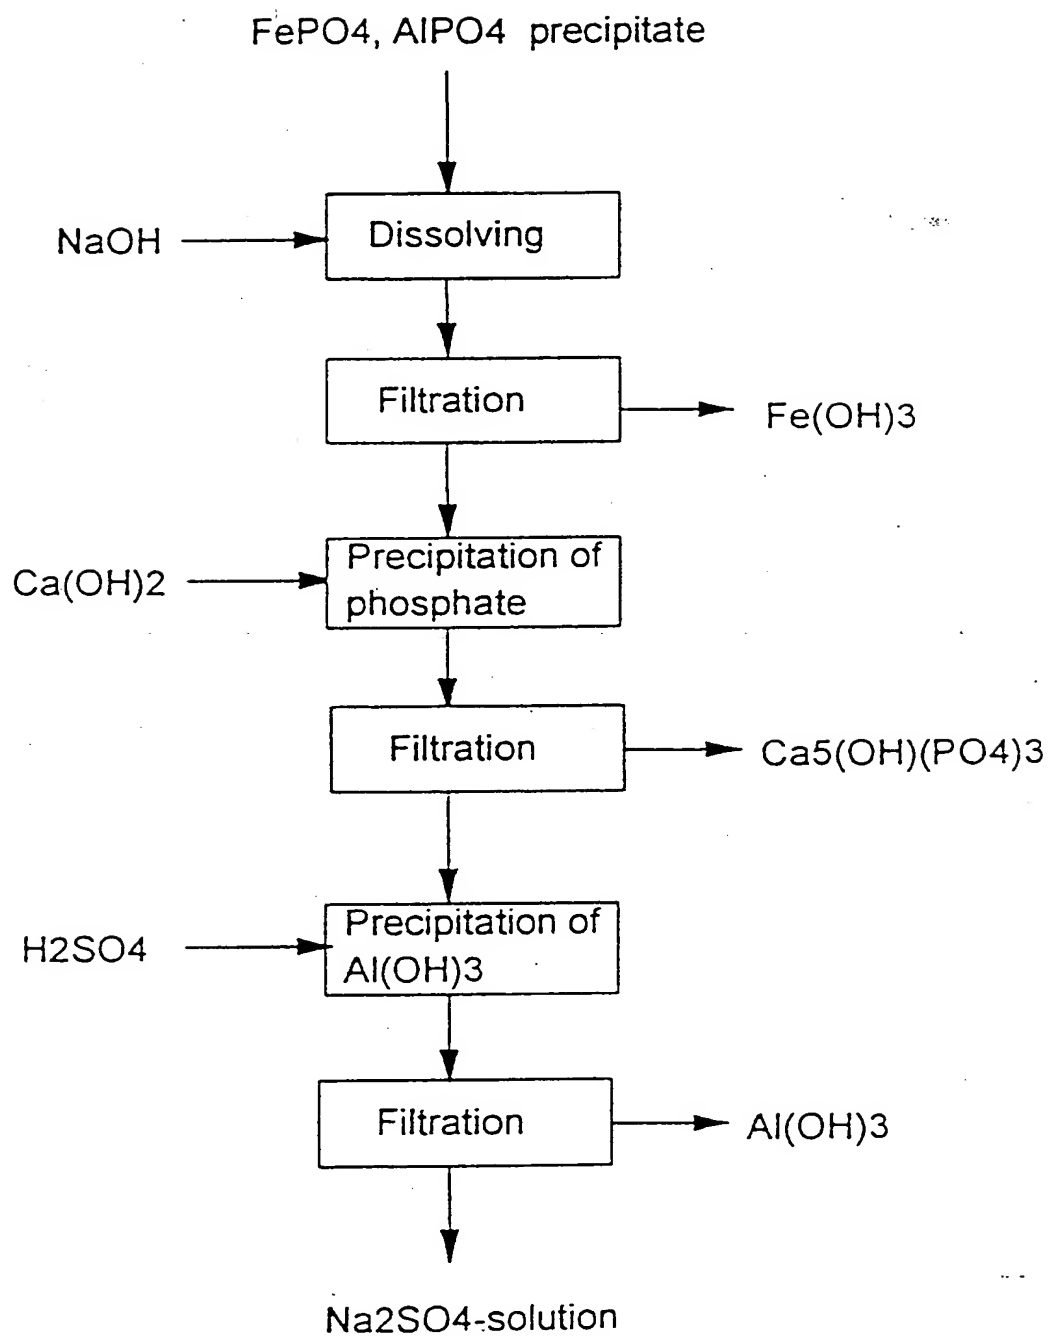 FePO4, AlPO4 precipitate
NaOH
Dissolving
Filtration
Fe(OH)3
Ca(OH)2
Precipitation of
phosphate
Filtration
Ca5(OH)(PO4)3
H2SO4
Precipitation of
Al(OH)3
Filtration
Al(OH)3
Na2SO4-solution